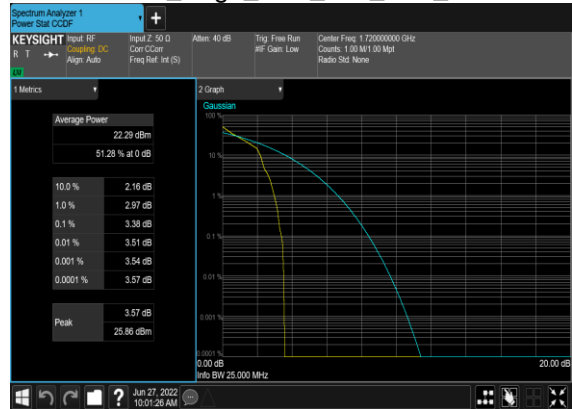 Spectrum Analyzer 1
Power Stat CCDF
+
KEYSIGHT
R T
Input: RF
Coupling: DC
Align: Auto
Input Z: 50 Ω
Corr CCorr
Freq Ref: Int (S)
Atten: 40 dB
Trig: Free Run
#IF Gain: Low
Center Freq: 1.720000000 GHz
Counts: 1.00 M/1.00 Mpt
Radio Std: None
1 Metrics
Average Power
22.29 dBm
51.28 % at 0 dB
10.0 % 2.16 dB
1.0 % 2.97 dB
0.1 % 3.38 dB
0.01 % 3.51 dB
0.001 % 3.54 dB
0.0001 % 3.57 dB
Peak
3.57 dB
25.86 dBm
2 Graph
Gaussian
100 %
10 %
1 %
0.1 %
0.01 %
0.001 %
0.0001 %
0.00 dB 20.00 dB
Info BW 25.000 MHz
? Jun 27, 2022
10:01:26 AM